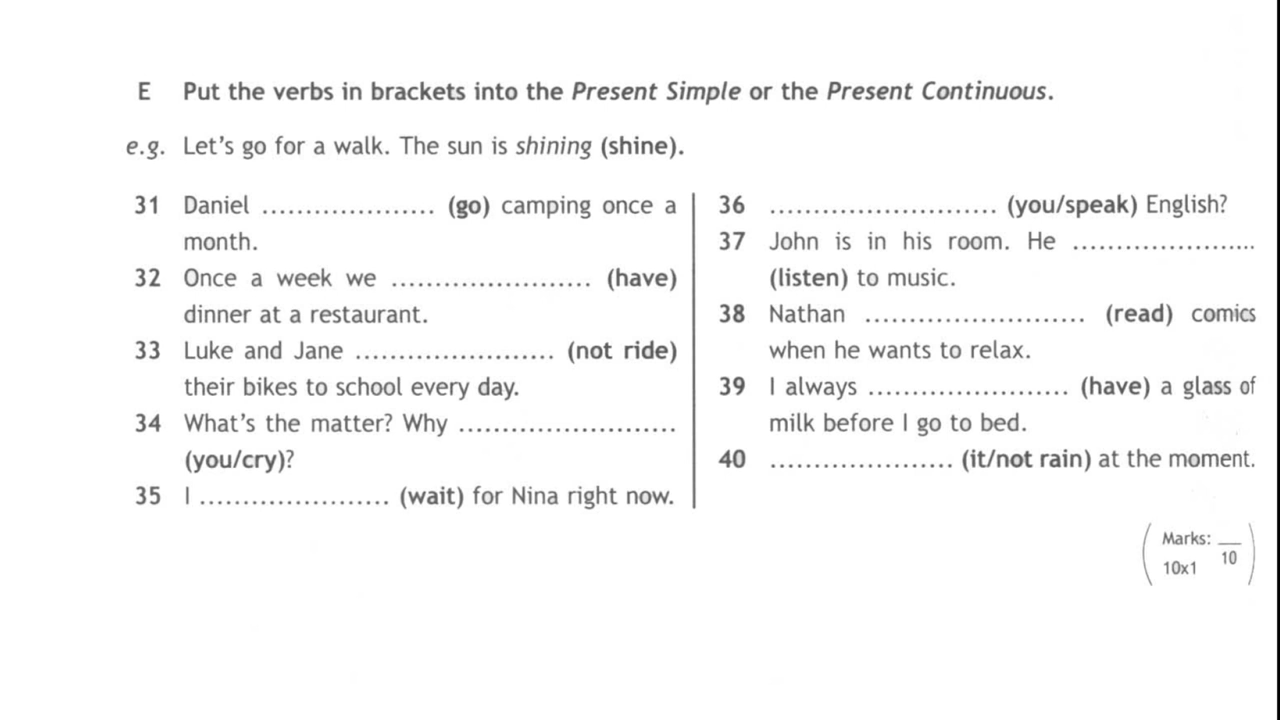 E Put the verbs in brackets into the Present Simple or the Present Continuous.
e.g. Let's go for a walk. The sun is shining (shine).
31 Daniel .................... (go) camping once a
month.
32 Once a week we ....................... (have)
dinner at a restaurant.
33 Luke and Jane ....................... (not ride)
their bikes to school every day.
34 What's the matter? Why .........................
(you/cry)?
35 I ...................... (wait) for Nina right now.
36 .......................... (you/speak) English?
37 John is in his room. He .....................
(listen) to music.
38 Nathan ......................... (read) comics
when he wants to relax.
39 I always ....................... (have) a glass of
milk before I go to bed.
40 ..................... (it/not rain) at the moment.
Marks: __
10
10x1